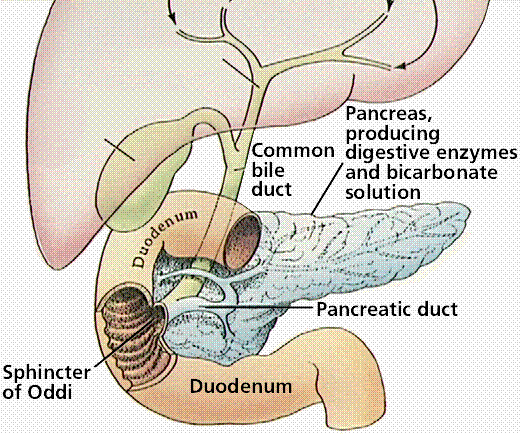 Pancreas,
producing
digestive enzymes
and bicarbonate
solution
Common
bile
duct
Duodenum
Pancreatic duct
Sphincter
of Oddi
Duodenum